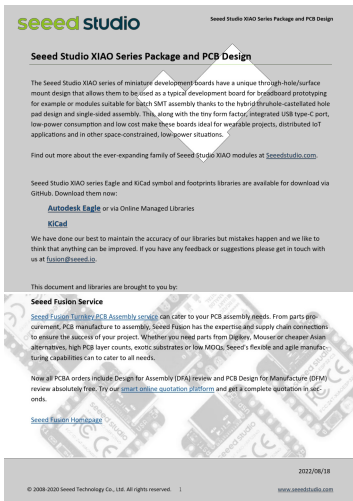 seeed studio
Seeed Studio XIAO Series Package and PCB Design
Seeed Studio XIAO Series Package and PCB Design
The Seeed Studio XIAO series of miniature development boards have a unique through-hole/surface
mount design that allows them to be used as a typical development board for breadboard prototyping
for example or modules suitable for batch SMT assembly thanks to the hybrid thruhole-castellated hole
pad design and single-sided assembly. This, along with the tiny form factor, integrated USB type-C port,
low-power consumption and low cost make these boards ideal for wearable projects, distributed IoT
applications and in other space-constrained, low-power situations.
Find out more about the ever-expanding family of Seeed Studio XIAO modules at Seeedstudio.com.
Seeed Studio XIAO series Eagle and KiCad symbol and footprints libraries are available for download via
GitHub. Download them now:
Autodesk Eagle or via Online Managed Libraries
KiCad
We have done our best to maintain the accuracy of our libraries but mistakes happen and we like to
think that anything can be improved. If you have any feedback or suggestions please get in touch with
us at fusion@seeed.io.
This document and libraries are brought to you by:
Seeed Fusion Service
Seeed Fusion Turnkey PCB Assembly service can cater to your PCB assembly needs. From parts pro-
curement, PCB manufacture to assembly, Seeed Fusion has the expertise and supply chain connections
to ensure the success of your project. Whether you need parts from Digikey, Mouser or cheaper Asian
alternatives, high PCB layer counts, exotic substrates or low MOQs, Seeed's flexible and agile manufac-
turing capabilities can to cater to all needs.
Now all PCBA orders include Design for Assembly (DFA) review and PCB Design for Manufacture (DFM)
review absolutely free. Try our smart online quotation platform and get a complete quotation in sec-
onds.
Seeed Fusion Homepage
2022/08/18
© 2008-2020 Seeed Technology Co., Ltd. All rights reserved. 1
www.seeedstudio.com